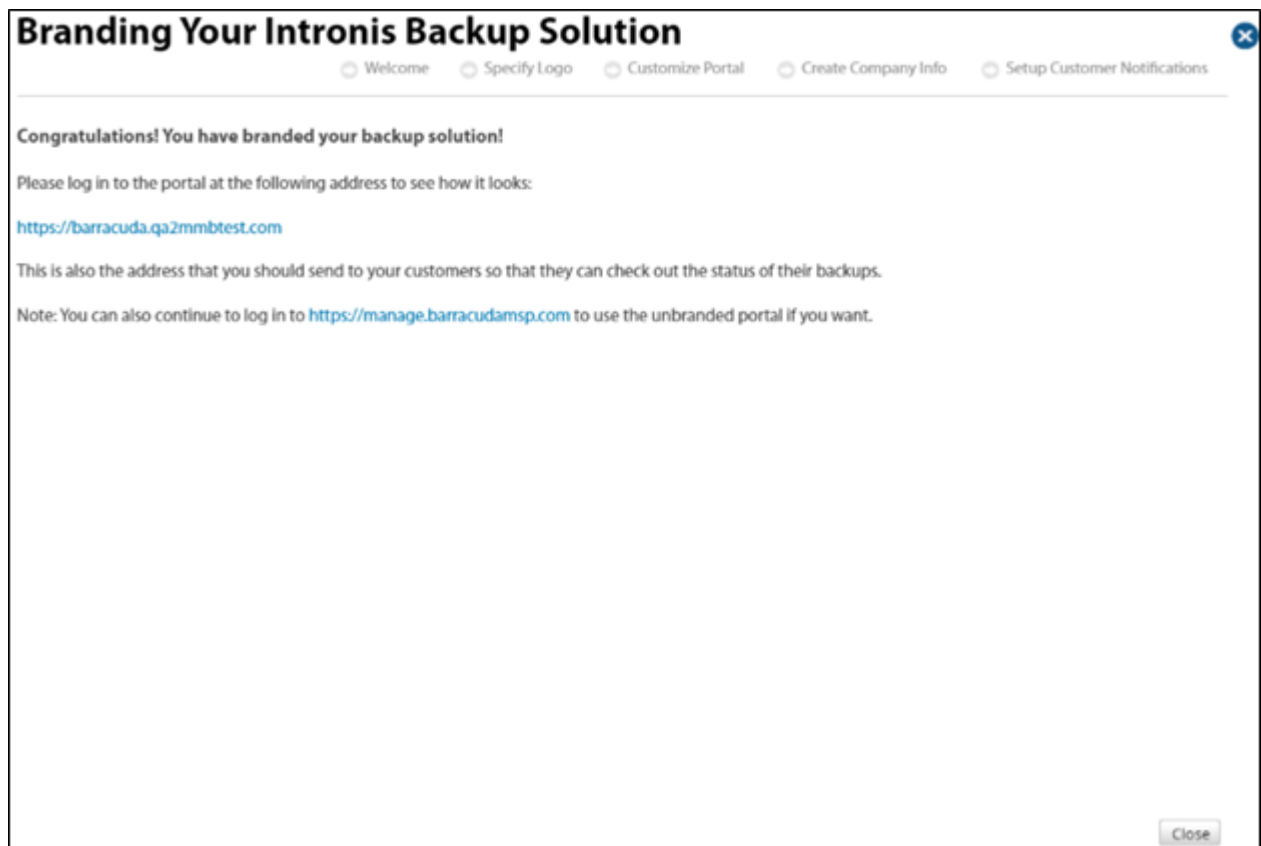 Branding Your Intronis Backup Solution
Welcome Specify Logo Customize Portal Create Company Info Setup Customer Notifications
Congratulations! You have branded your backup solution!
Please log in to the portal at the following address to see how it looks:
https://barracuda.qa2mmbtest.com
This is also the address that you should send to your customers so that they can check out the status of their backups.
Note: You can also continue to log in to https://manage.barracudamsp.com to use the unbranded portal if you want.
Close